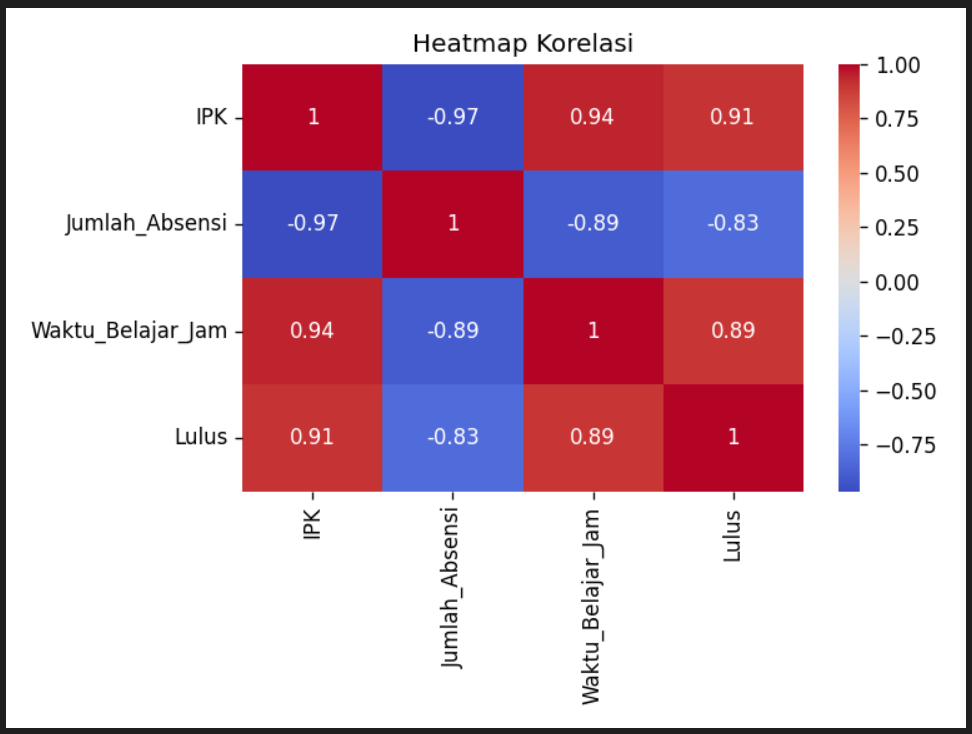 Heatmap Korelasi
IPK 1 -0.97 0.94 0.91
Jumlah_Absensi -0.97 1 -0.89 -0.83
Waktu_Belajar_Jam 0.94 -0.89 1 0.89
Lulus 0.91 -0.83 0.89 1
IPK
Jumlah_Absensi
Waktu_Belajar_Jam
Lulus
1.00
0.75
0.50
0.25
0.00
−0.25
−0.50
−0.75